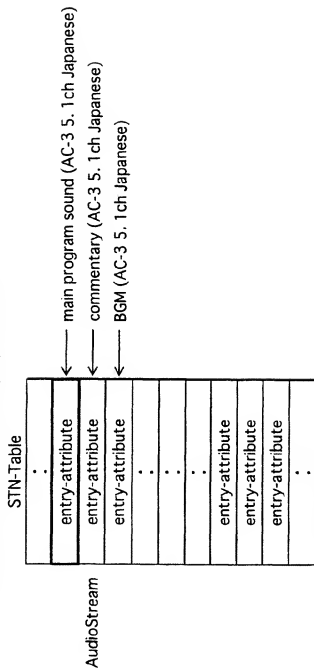 STN-Table
:
entry-attribute ← main program sound (AC-3 5. 1ch Japanese)
AudioStream entry-attribute ← commentary (AC-3 5. 1ch Japanese)
entry-attribute ← BGM (AC-3 5. 1ch Japanese)
:
:
:
entry-attribute
entry-attribute
entry-attribute
: